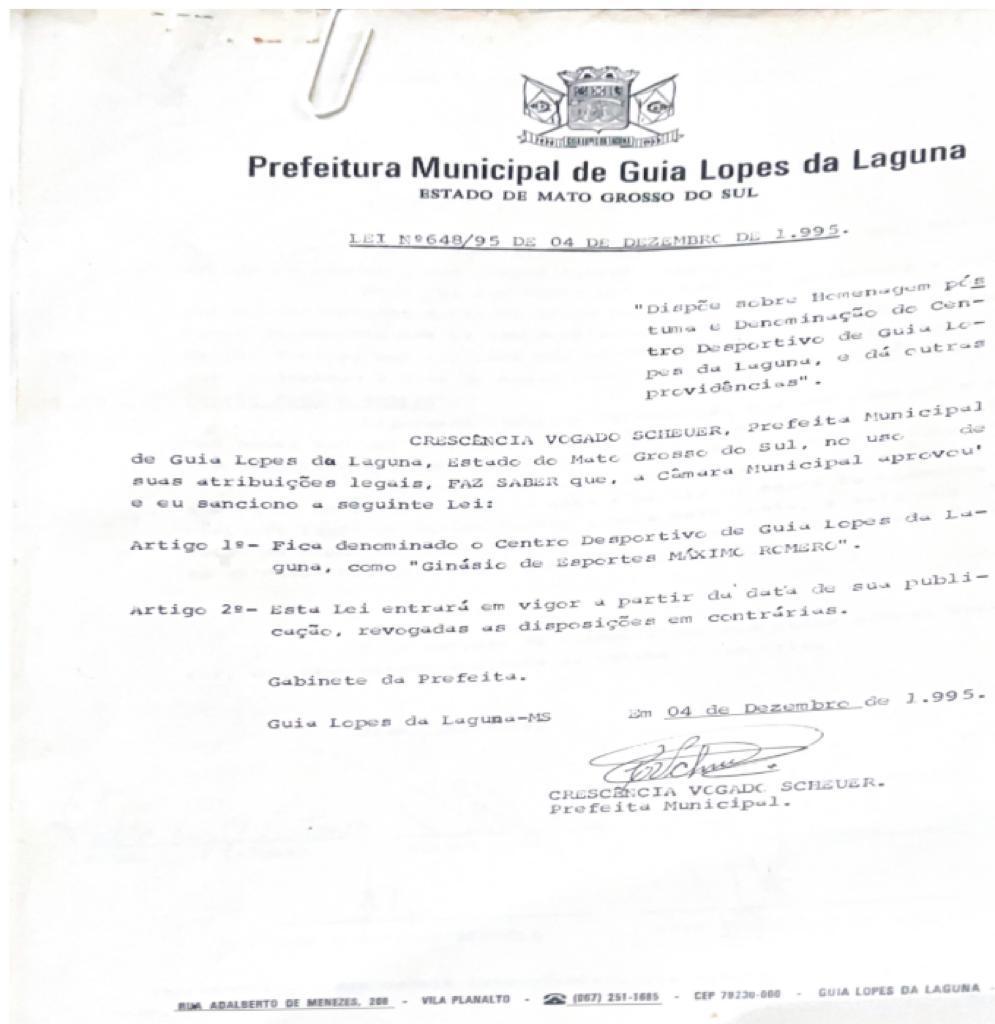 GUIA LOPES DA LAGUNA
Prefeitura Municipal de Guia Lopes da Laguna
ESTADO DE MATO GROSSO DO SUL
LEI Nº648/95 DE 04 DE DEZEMBRO DE 1.995.
"Dispõe sobre Homenagem pós
tuma e Denominação do Cen-
tro Desportivo de Guia Lo-
pes da Laguna, e dá outras
providências".
CRESCÊNCIA VOGADO SCHEUER, Prefeita Municipal
de Guia Lopes da Laguna, Estado do Mato Grosso do Sul, no uso de
suas atribuições legais, FAZ SABER que, a Câmara Municipal aprovou'
e eu sanciono a seguinte Lei:
Artigo 1º- Fica denominado o Centro Desportivo de Guia Lopes da La-
guna, como "Ginásio de Esportes MÁXIMO ROMERO".
Artigo 2º- Esta Lei entrará em vigor a partir da data de sua publi-
cação, revogadas as disposições em contrárias.
Gabinete da Prefeita.
Guia Lopes da Laguna-MS Em 04 de Dezembro de 1.995.
CRESCÊNCIA VOGADO SCHEUER.
Prefeita Municipal.
RUA ADALBERTO DE MENEZES, 200 - VILA PLANALTO - ☎ (067) 251-1685 - CEP 79230-000 - GUIA LOPES DA LAGUNA -